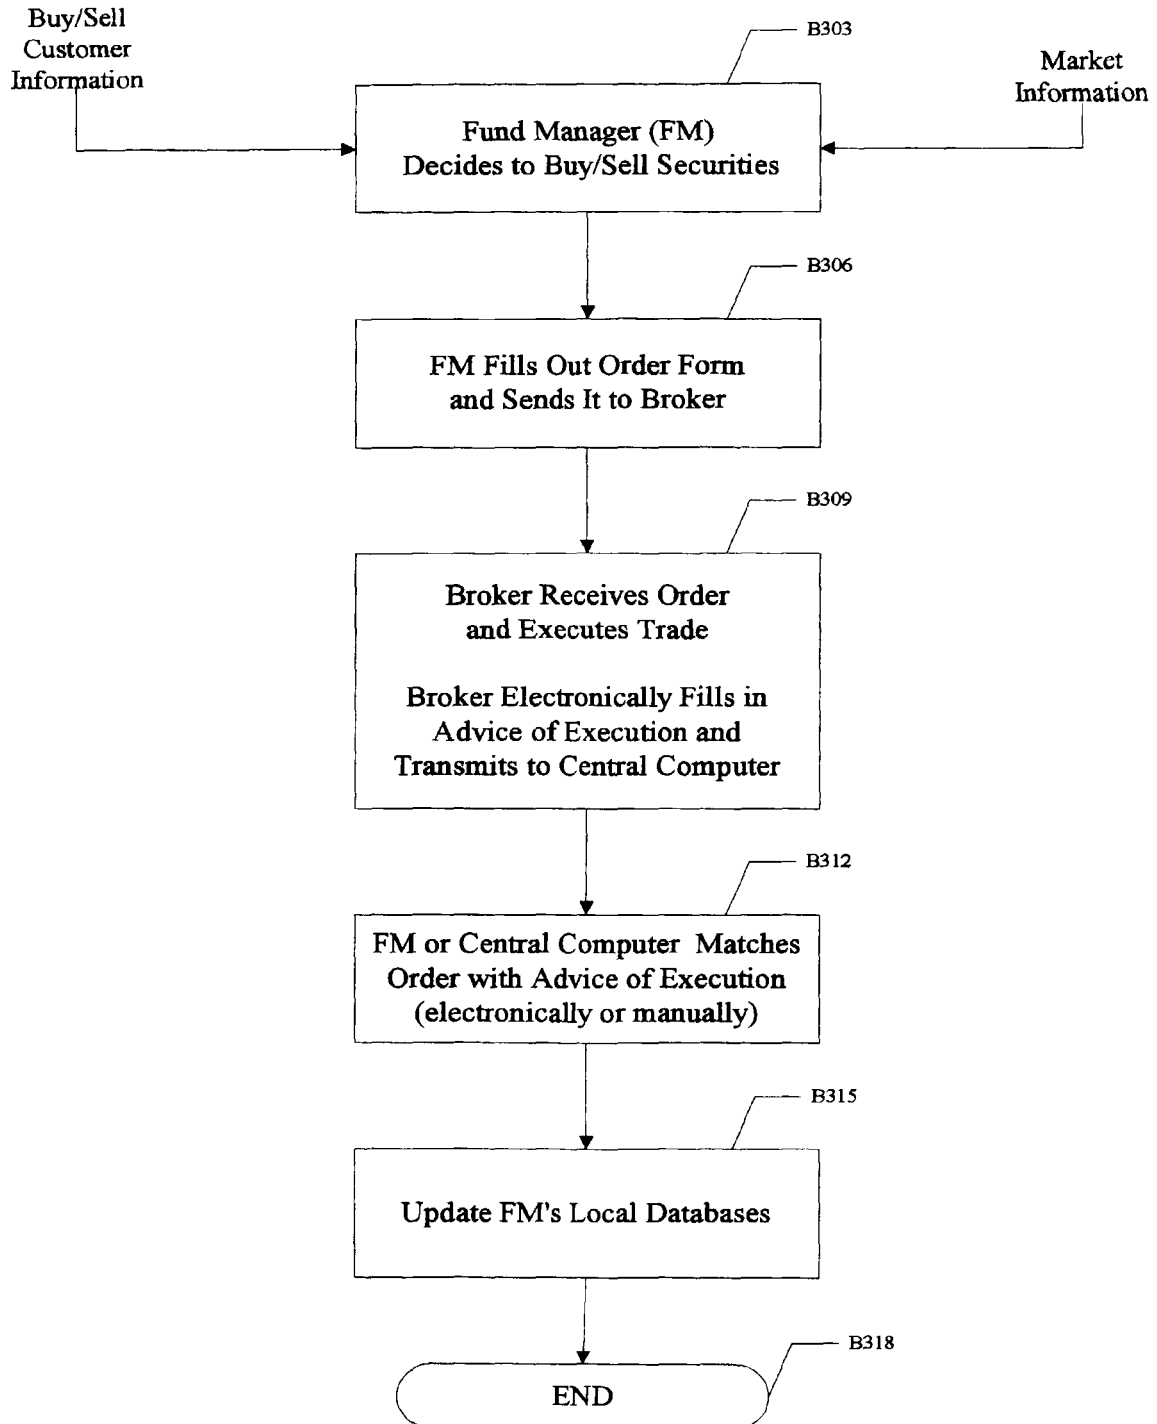 Buy/Sell
Customer
Information
B303
Market
Information
Fund Manager (FM)
Decides to Buy/Sell Securities
B306
FM Fills Out Order Form
and Sends It to Broker
B309
Broker Receives Order
and Executes Trade
Broker Electronically Fills in
Advice of Execution and
Transmits to Central Computer
B312
FM or Central Computer Matches
Order with Advice of Execution
(electronically or manually)
B315
Update FM's Local Databases
B318
END